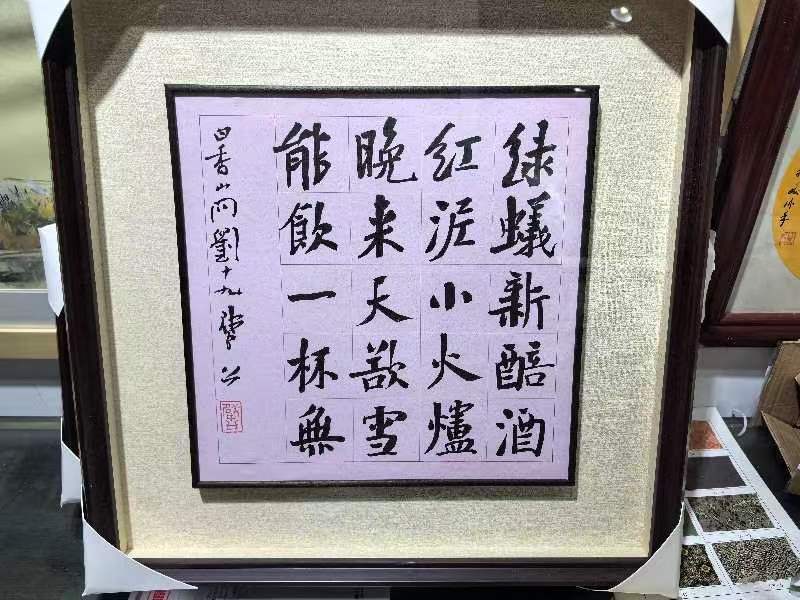 绿蟻新醅酒
红泥小火爐
晚来天欲雪
能飲一杯無
白香山问劉十九